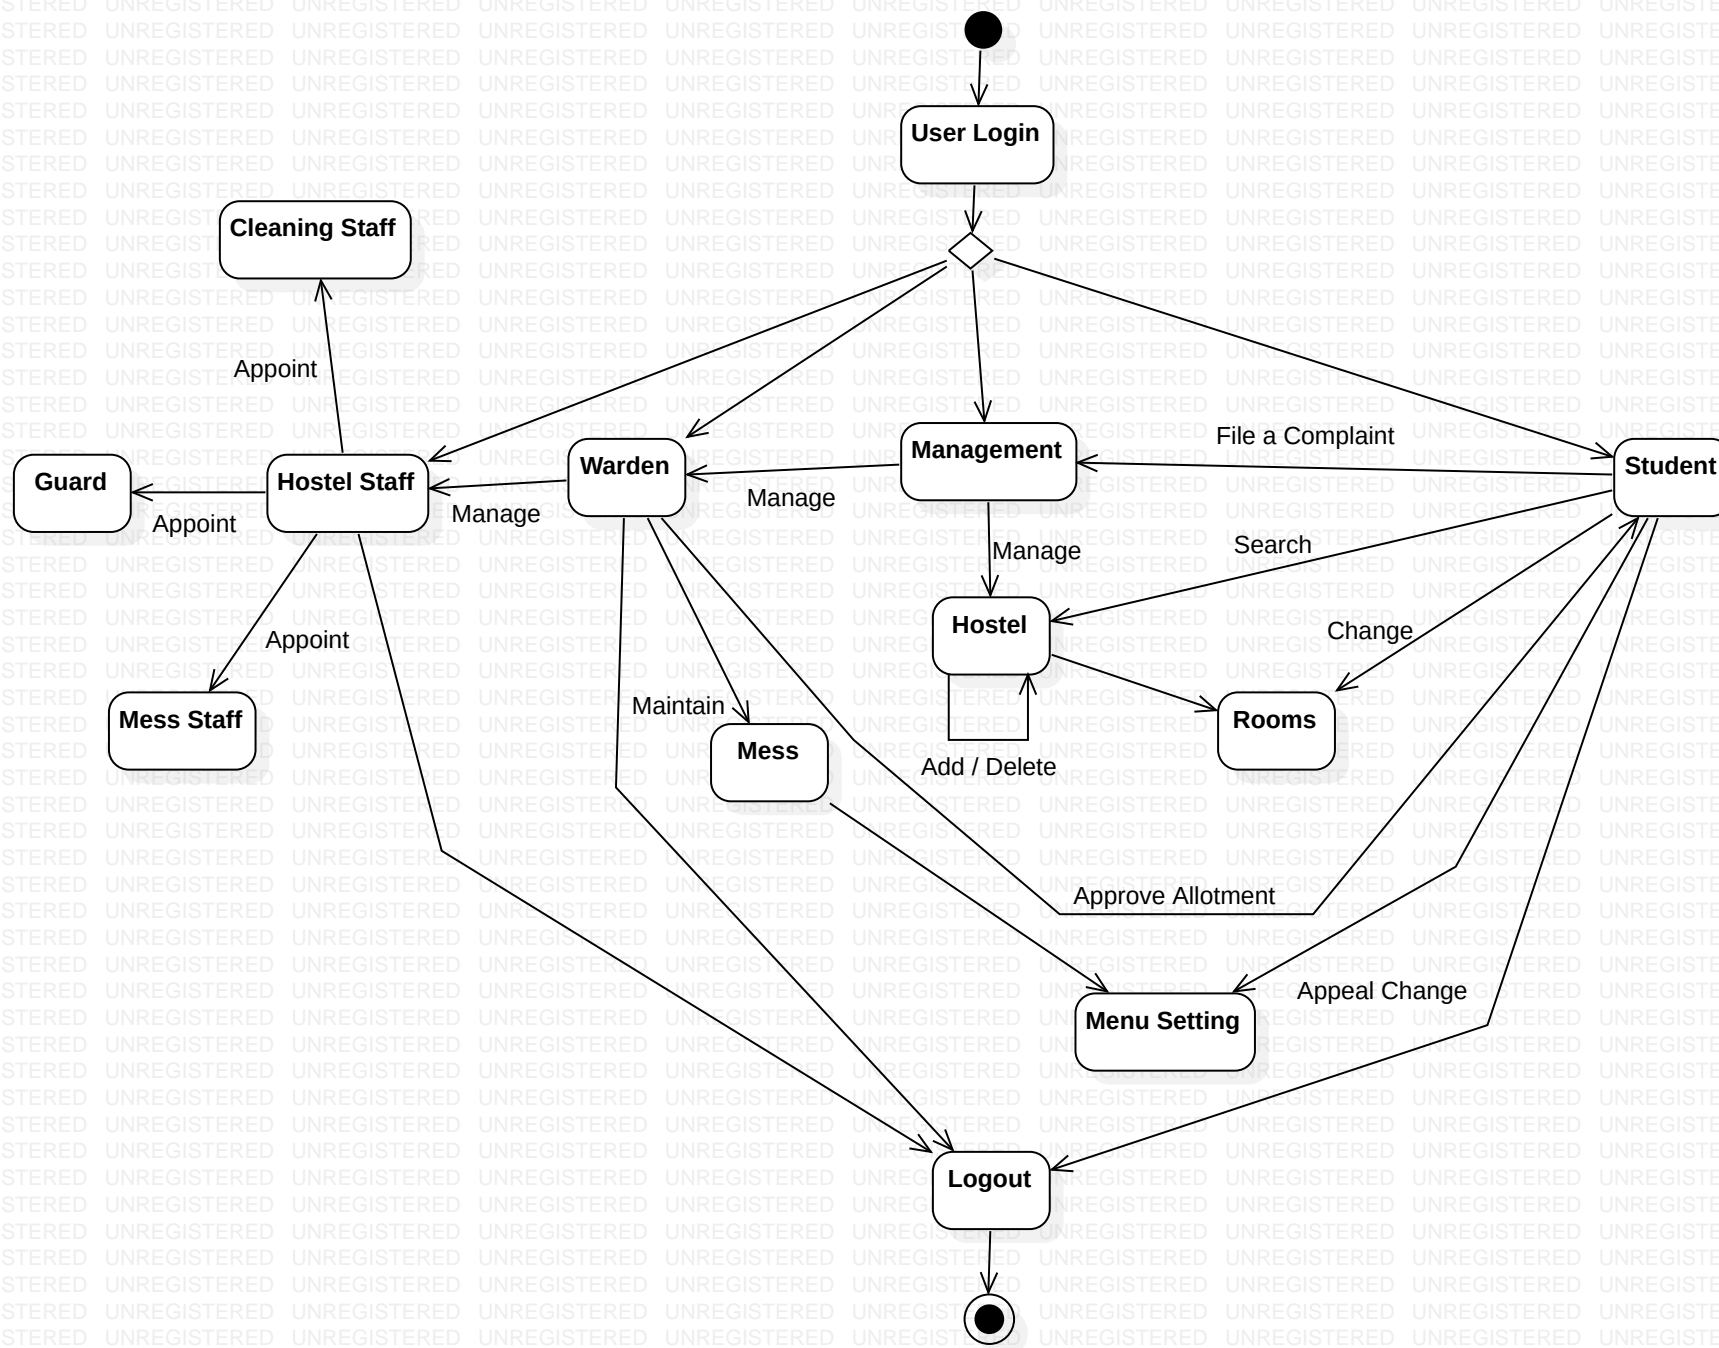 User Login
Cleaning Staff
Appoint
File a Complaint
Management
Warden
Student
Guard
Hostel Staff
Manage
Manage
Appoint
Search
Manage
Hostel
Change
Appoint
Maintain
Mess Staff
Rooms
Mess
Add / Delete
Approve Allotment
Appeal Change
Menu Setting
Logout
UNREGISTERED